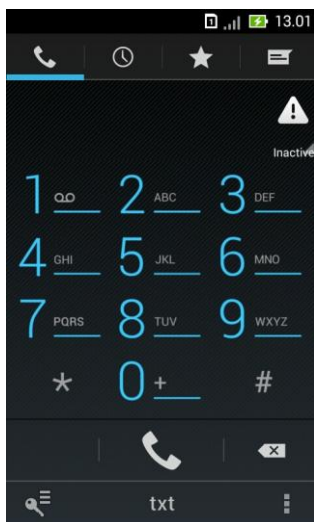 1 13.01
Inactive
1 2 ABC 3 DEF
4 GHI 5 JKL 6 MNO
7 PQRS 8 TUV 9 WXYZ
* 0 + #
txt